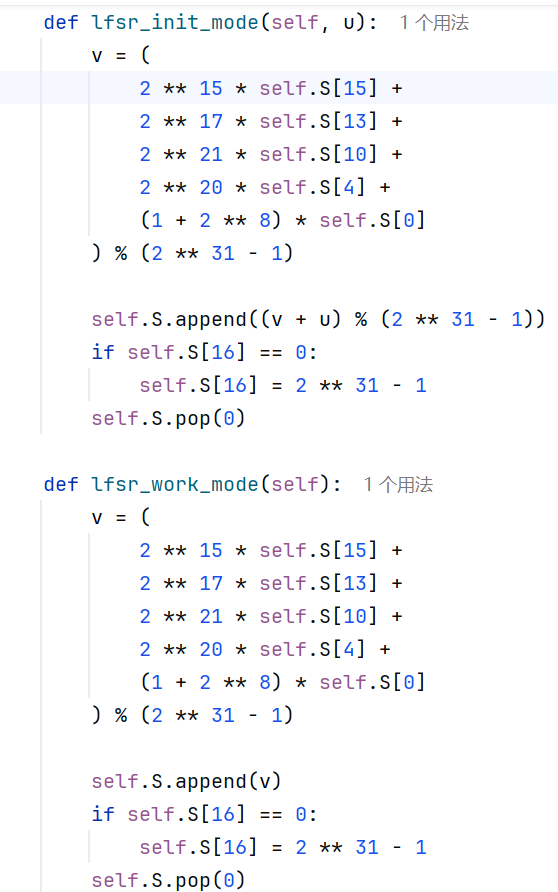 def lfsr_init_mode(self, u):  1 个用法
    v = (
        2 ** 15 * self.S[15] +
        2 ** 17 * self.S[13] +
        2 ** 21 * self.S[10] +
        2 ** 20 * self.S[4] +
        (1 + 2 ** 8) * self.S[0]
    ) % (2 ** 31 - 1)

    self.S.append((v + u) % (2 ** 31 - 1))
    if self.S[16] == 0:
        self.S[16] = 2 ** 31 - 1
    self.S.pop(0)

def lfsr_work_mode(self):  1 个用法
    v = (
        2 ** 15 * self.S[15] +
        2 ** 17 * self.S[13] +
        2 ** 21 * self.S[10] +
        2 ** 20 * self.S[4] +
        (1 + 2 ** 8) * self.S[0]
    ) % (2 ** 31 - 1)

    self.S.append(v)
    if self.S[16] == 0:
        self.S[16] = 2 ** 31 - 1
    self.S.pop(0)